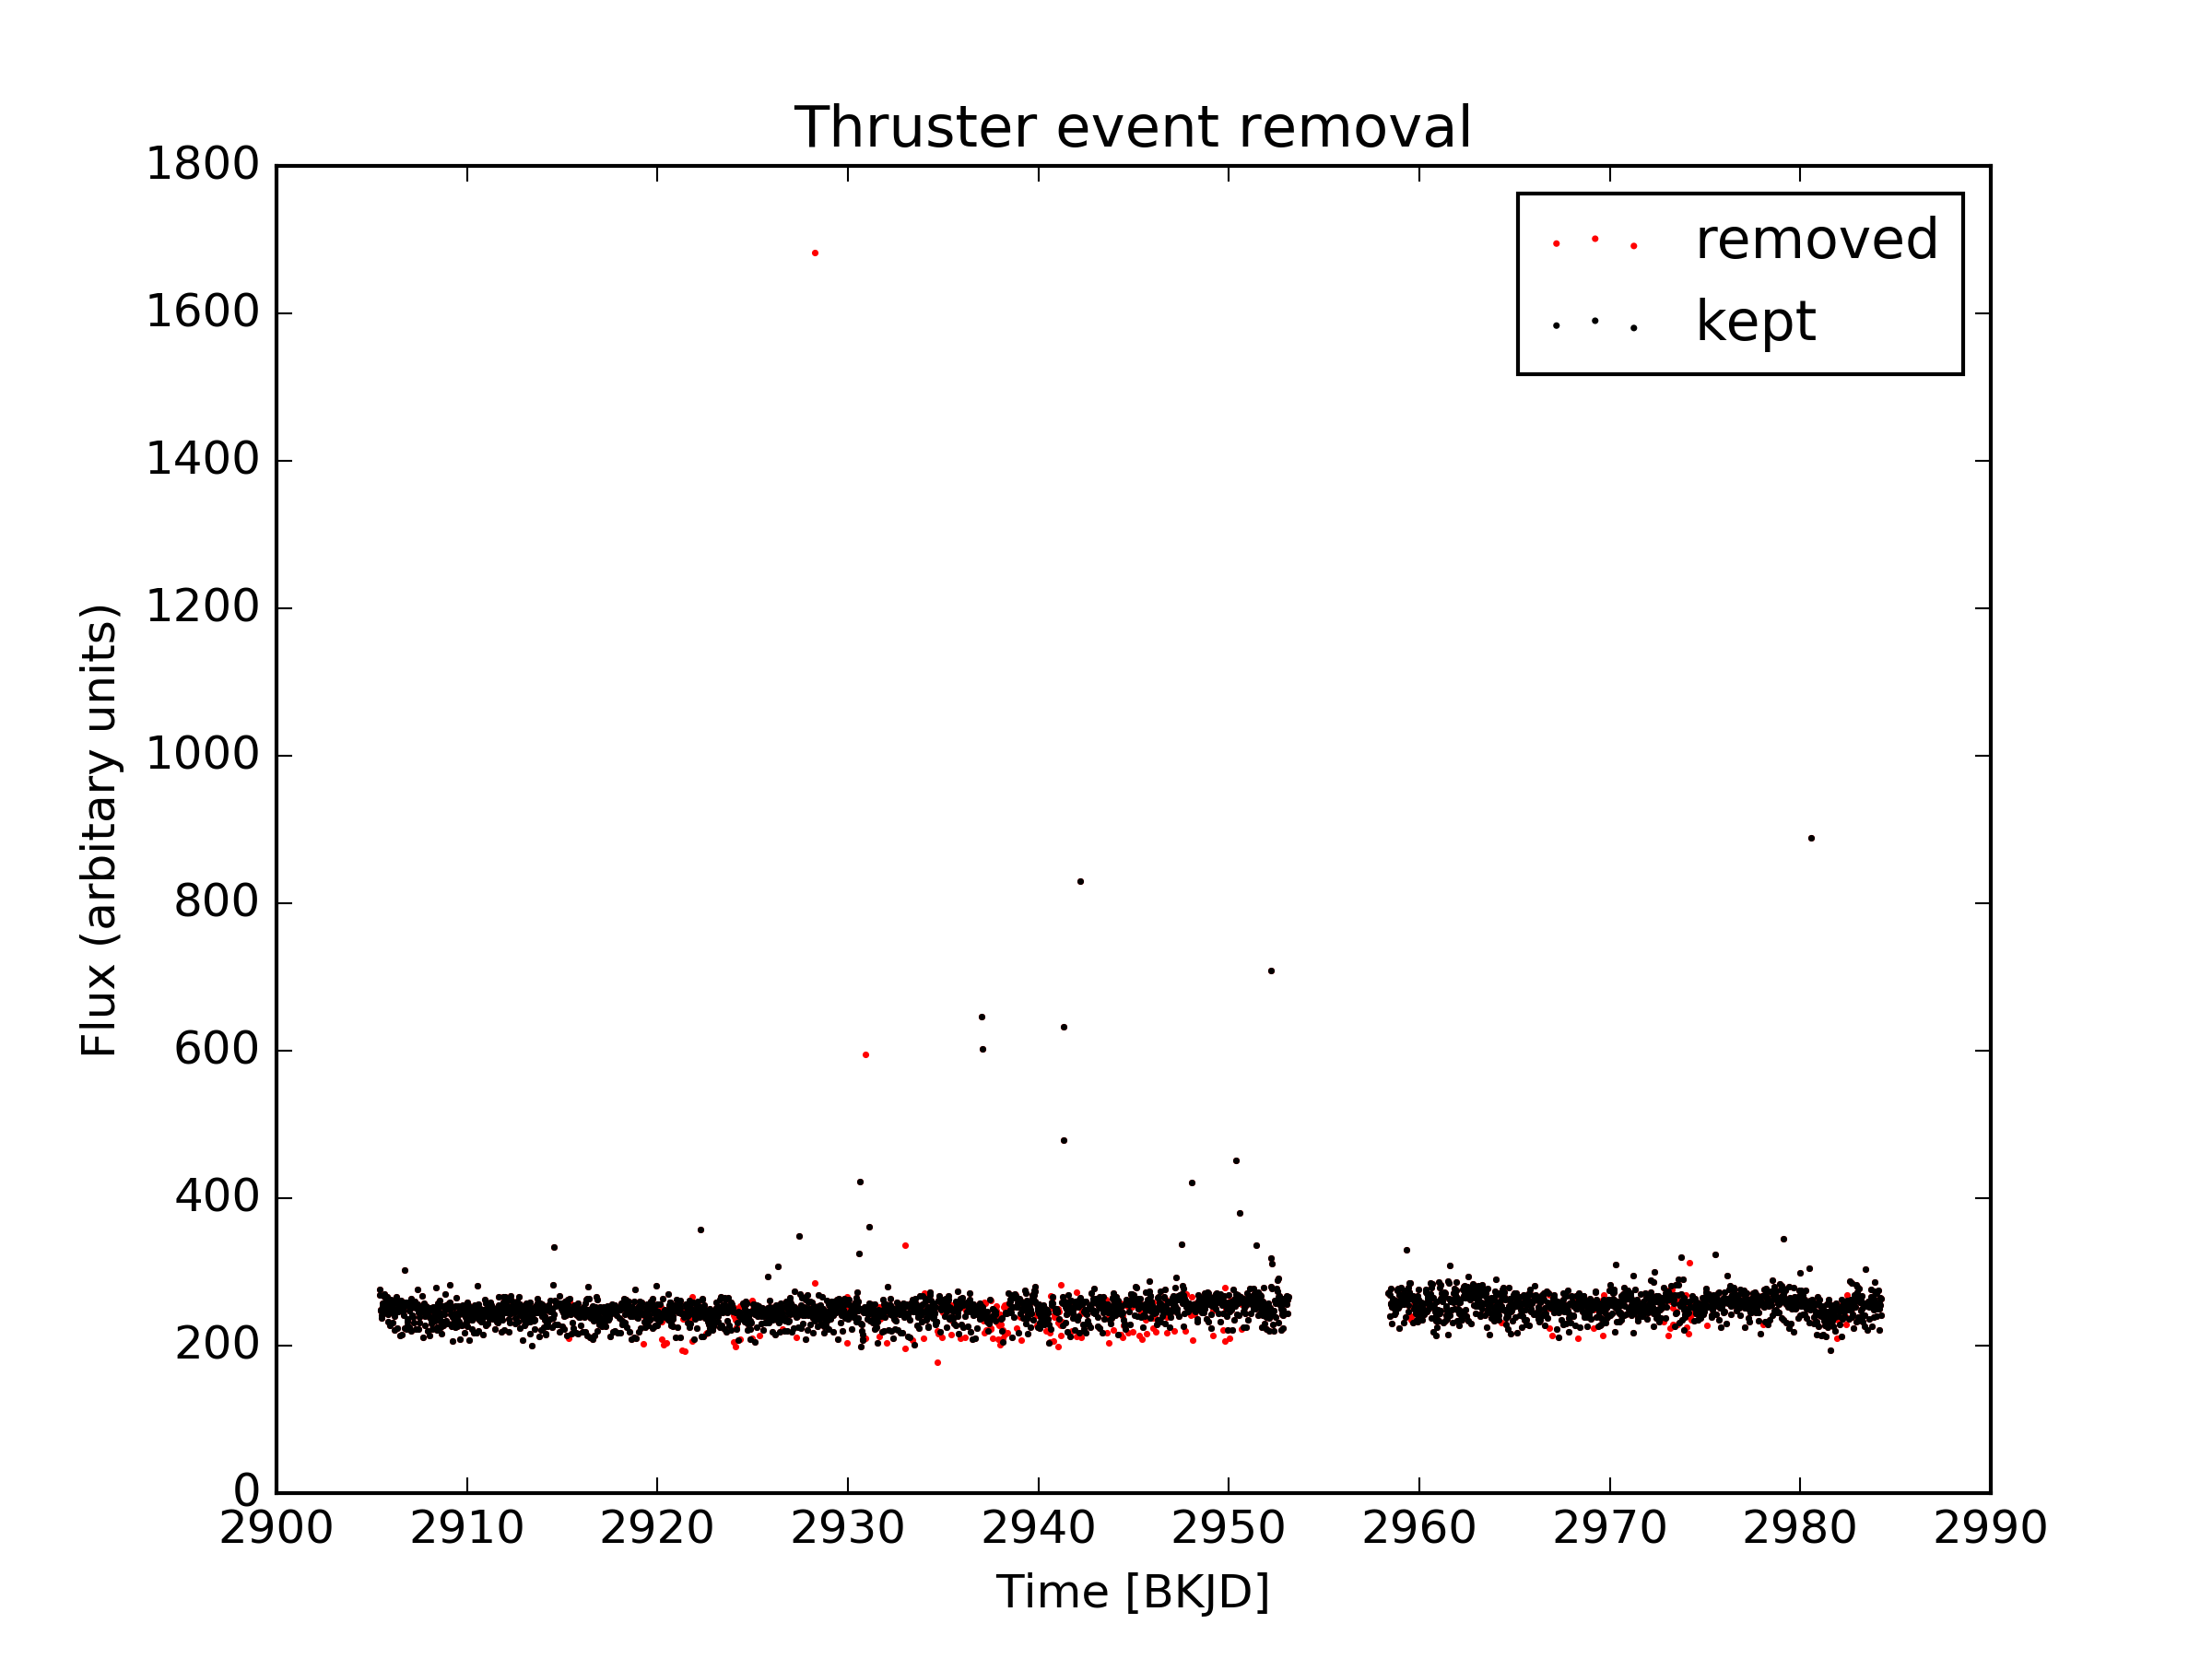 Thruster event removal
1800
1600
1400
1200
1000
800
600
400
200
0
Flux (arbitary units)
removed
kept
2900 2910 2920 2930 2940 2950 2960 2970 2980 2990
Time [BKJD]